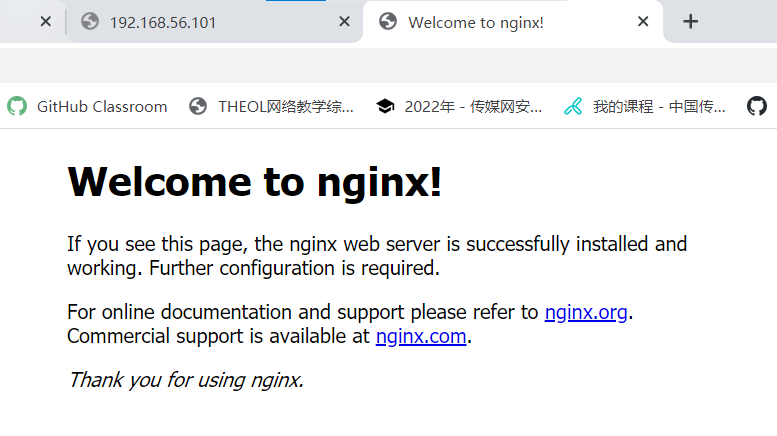 192.168.56.101 Welcome to nginx!
GitHub Classroom THEOL网络教学综... 2022年 - 传媒网安... 我的课程 - 中国传...
Welcome to nginx!
If you see this page, the nginx web server is successfully installed and
working. Further configuration is required.
For online documentation and support please refer to nginx.org.
Commercial support is available at nginx.com.
Thank you for using nginx.